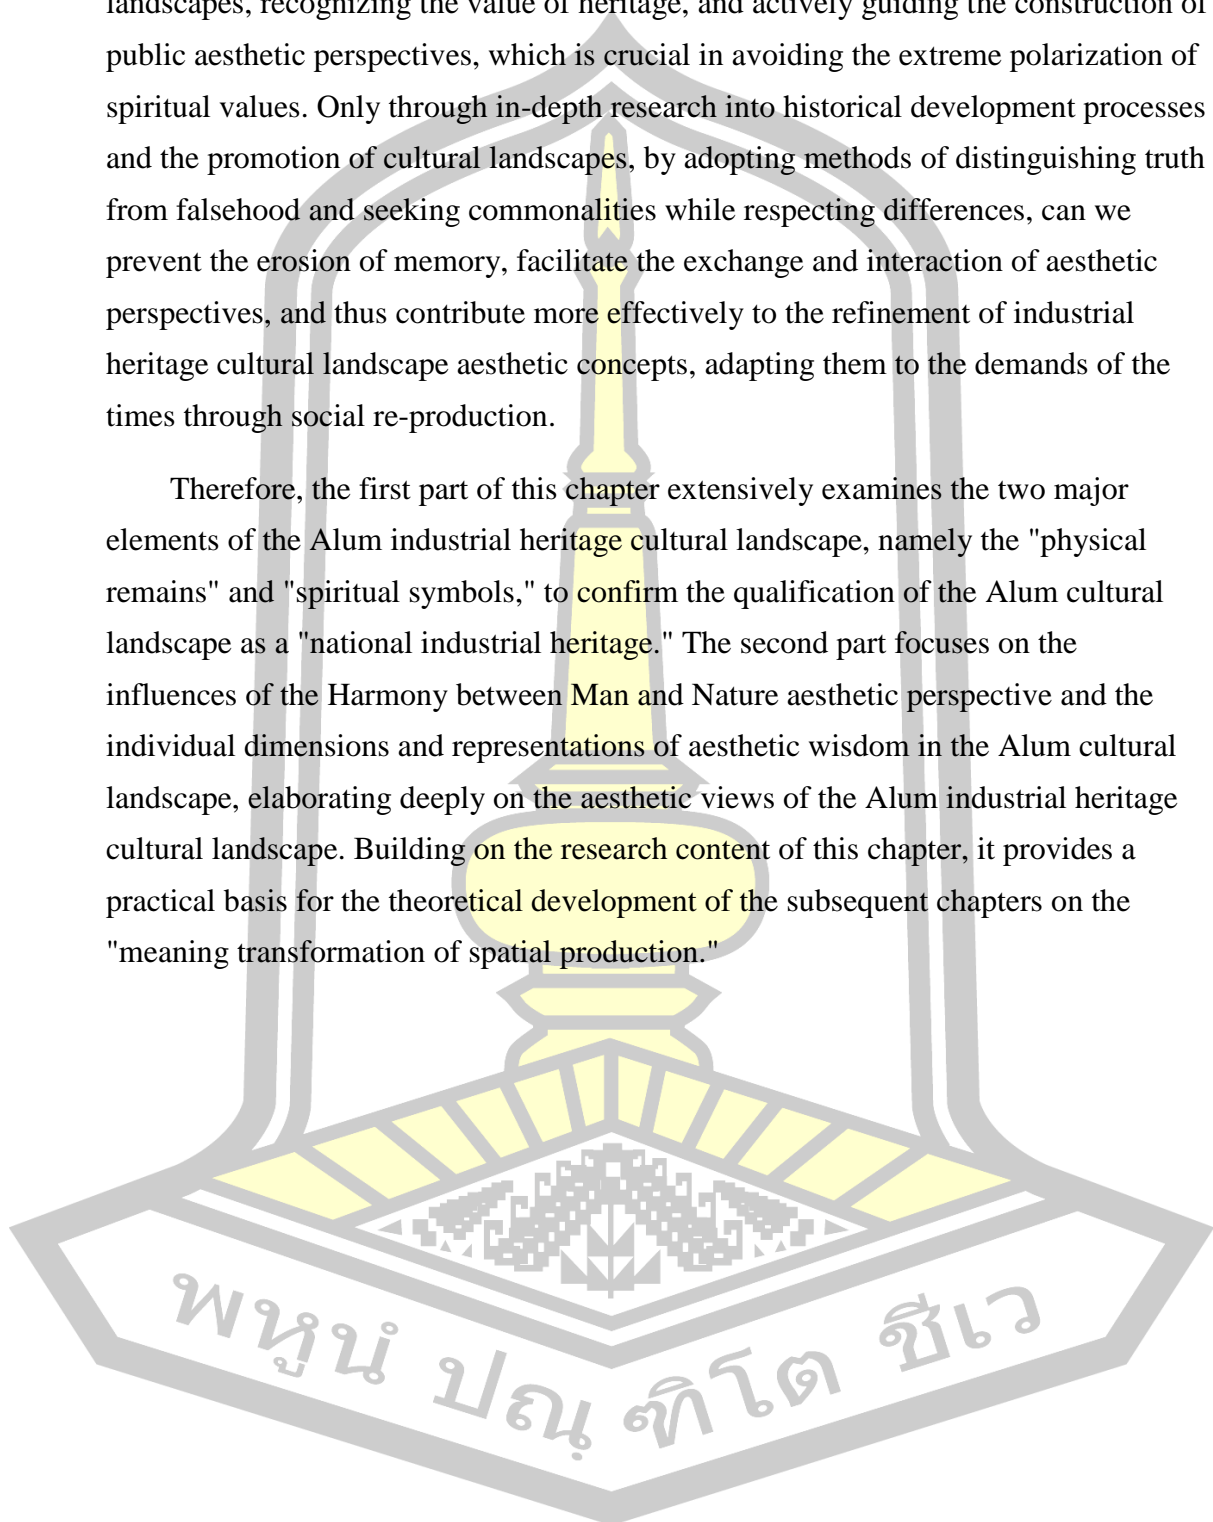 landscapes, recognizing the value of heritage, and actively guiding the construction of
public aesthetic perspectives, which is crucial in avoiding the extreme polarization of
spiritual values. Only through in-depth research into historical development processes
and the promotion of cultural landscapes, by adopting methods of distinguishing truth
from falsehood and seeking commonalities while respecting differences, can we
prevent the erosion of memory, facilitate the exchange and interaction of aesthetic
perspectives, and thus contribute more effectively to the refinement of industrial
heritage cultural landscape aesthetic concepts, adapting them to the demands of the
times through social re-production.
Therefore, the first part of this chapter extensively examines the two major
elements of the Alum industrial heritage cultural landscape, namely the "physical
remains" and "spiritual symbols," to confirm the qualification of the Alum cultural
landscape as a "national industrial heritage." The second part focuses on the
influences of the Harmony between Man and Nature aesthetic perspective and the
individual dimensions and representations of aesthetic wisdom in the Alum cultural
landscape, elaborating deeply on the aesthetic views of the Alum industrial heritage
cultural landscape. Building on the research content of this chapter, it provides a
practical basis for the theoretical development of the subsequent chapters on the
"meaning transformation of spatial production."
พหูนํ ปณฺฑิโต ชีเว